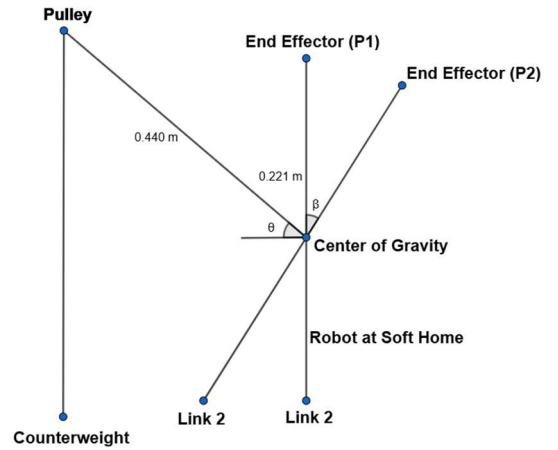 Pulley
End Effector (P1)
End Effector (P2)
0.440 m
0.221 m
β
θ
Center of Gravity
Robot at Soft Home
Link 2
Link 2
Counterweight